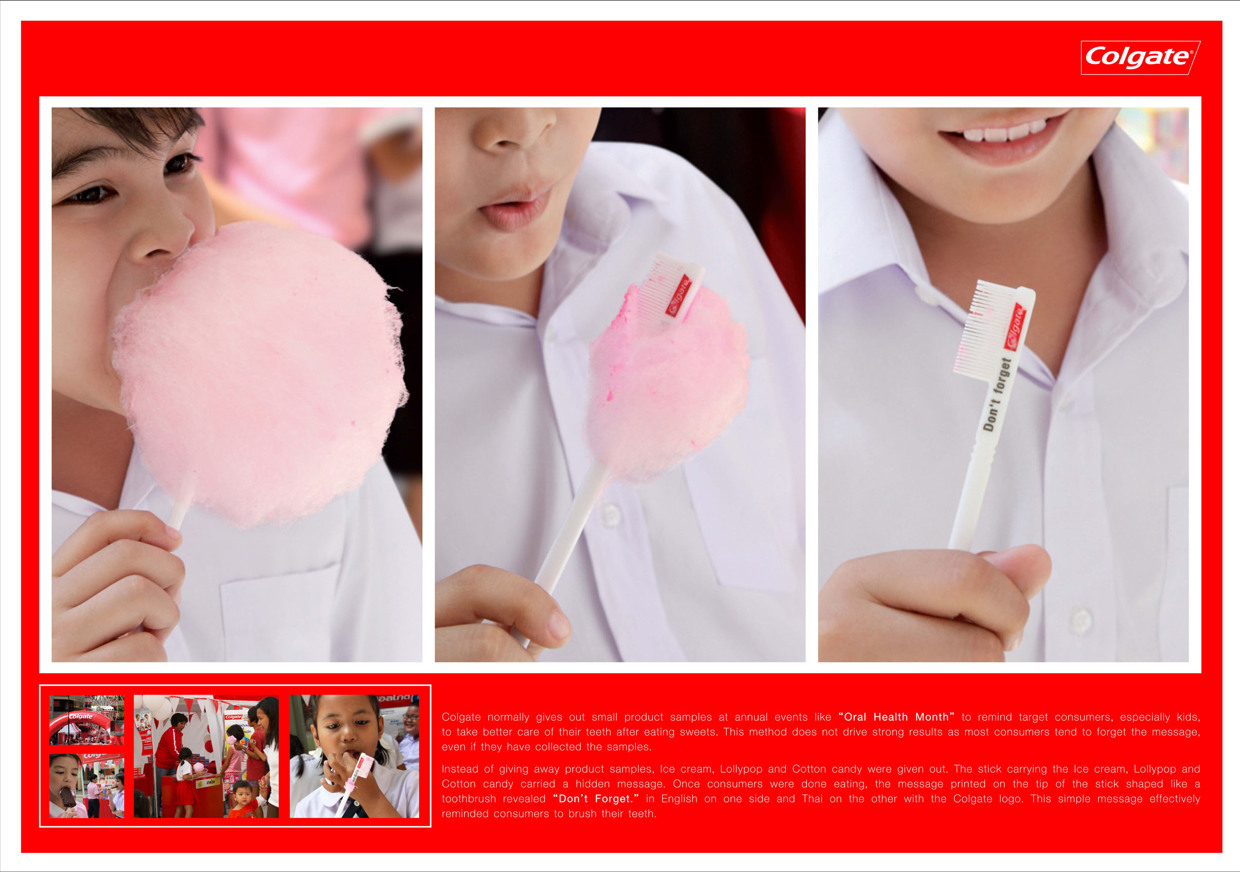 Colgate
Colgate
Colgate
Don't forget
Colgate
Colgate
Colgate
Colgate normally gives out small product samples at annual events like “Oral Health Month” to remind target consumers, especially kids,
to take better care of their teeth after eating sweets. This method does not drive strong results as most consumers tend to forget the message,
even if they have collected the samples.
Instead of giving away product samples, Ice cream, Lollypop and Cotton candy were given out. The stick carrying the Ice cream, Lollypop and
Cotton candy carried a hidden message. Once consumers were done eating, the message printed on the tip of the stick shaped like a
toothbrush revealed “Don’t Forget.” in English on one side and Thai on the other with the Colgate logo. This simple message effectively
reminded consumers to brush their teeth.